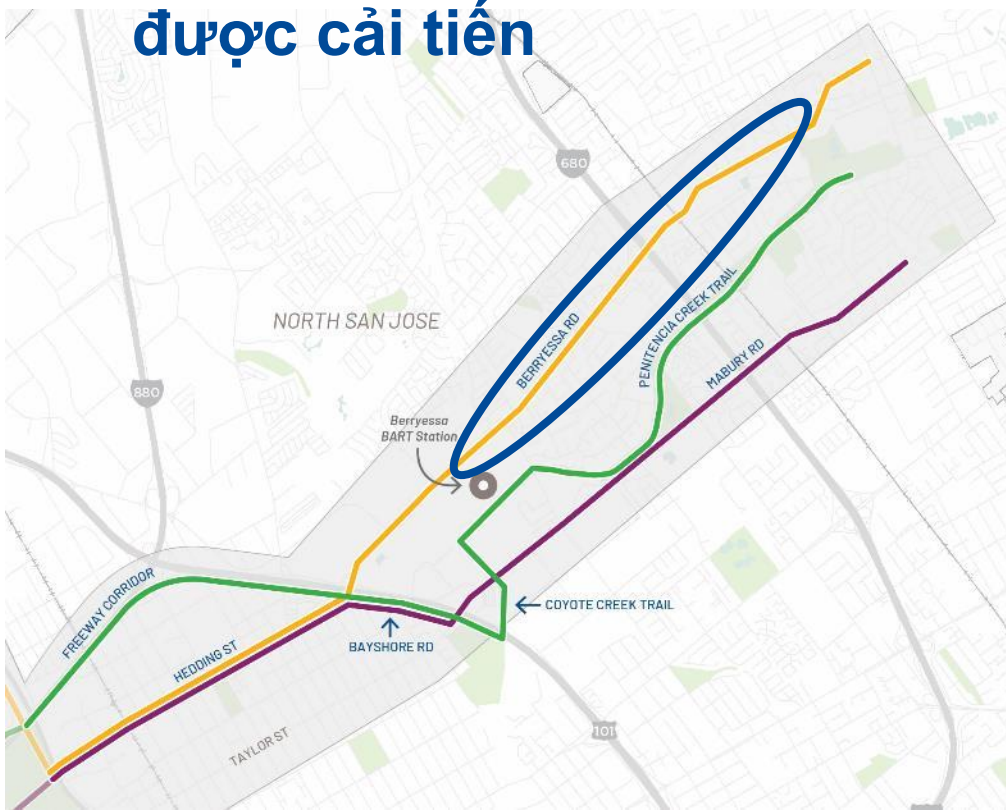 được cải tiến
680
NORTH SAN JOSE
BERRYESSA RD
PENITENCIA CREEK TRAIL
MABURY RD
880
Berryessa
BART Station
FREEWAY CORRIDOR
HEDDING ST
BAYSHORE RD
COYOTE CREEK TRAIL
TAYLOR ST
101